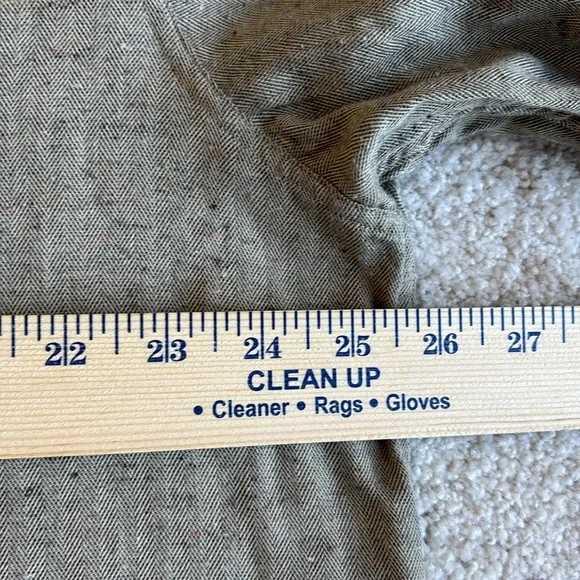 22 23 24 25 26 27
CLEAN UP
• Cleaner • Rags • Gloves